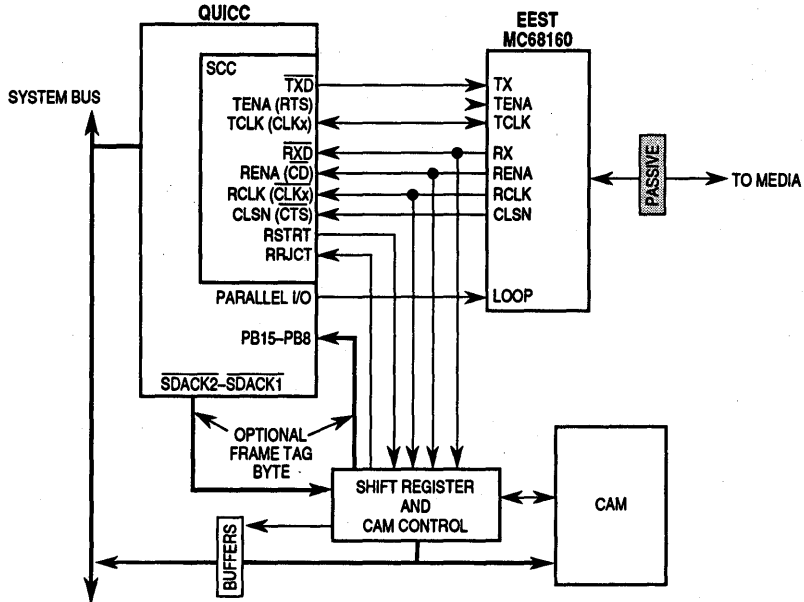 QUICC
EEST
MC68160
SCC
SYSTEM BUS
TXD
TX
TENA (RTS)
TENA
TCLK (CLKx)
TCLK
RXD
RX
RENA (CD)
RENA
RCLK (CLKx)
RCLK
CLSN (CTS)
CLSN
PASSIVE
TO MEDIA
RSTRT
RRJCT
PARALLEL I/O
LOOP
PB15–PB8
SDACK2–SDACK1
OPTIONAL
FRAME TAG
BYTE
SHIFT REGISTER
AND
CAM CONTROL
CAM
BUFFERS